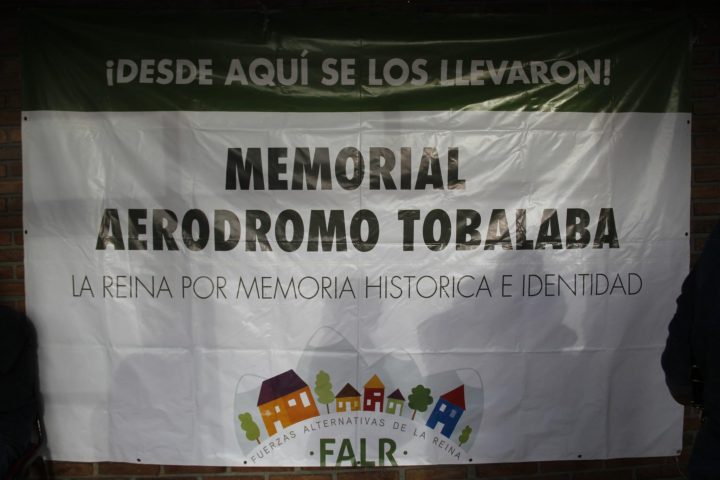 ¡DESDE AQUÍ SE LOS LLEVARON!
MEMORIAL
AERODROMO TOBALABA
LA REINA POR MEMORIA HISTORICA E IDENTIDAD
FUERZAS ALTERNATIVAS DE LA REINA
·FALR·